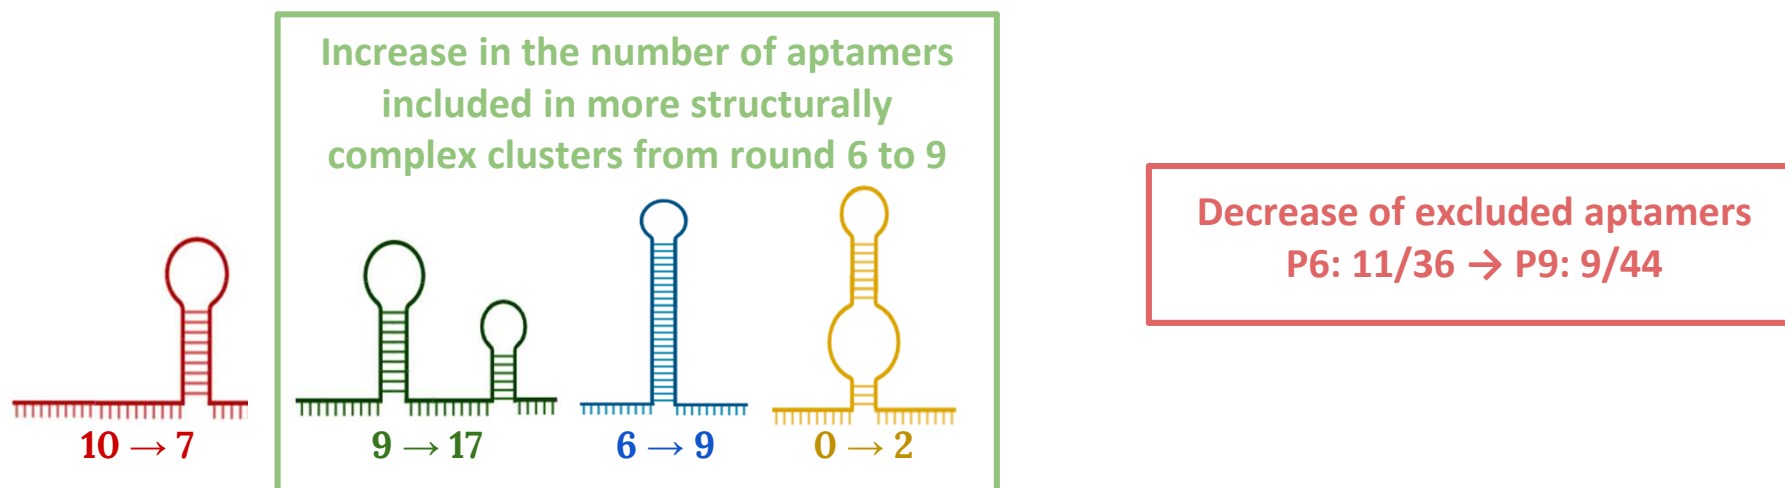 Increase in the number of aptamers
included in more structurally
complex clusters from round 6 to 9
Decrease of excluded aptamers
P6: 11/36 → P9: 9/44
10 → 7
9 → 17
6 → 9
0 → 2